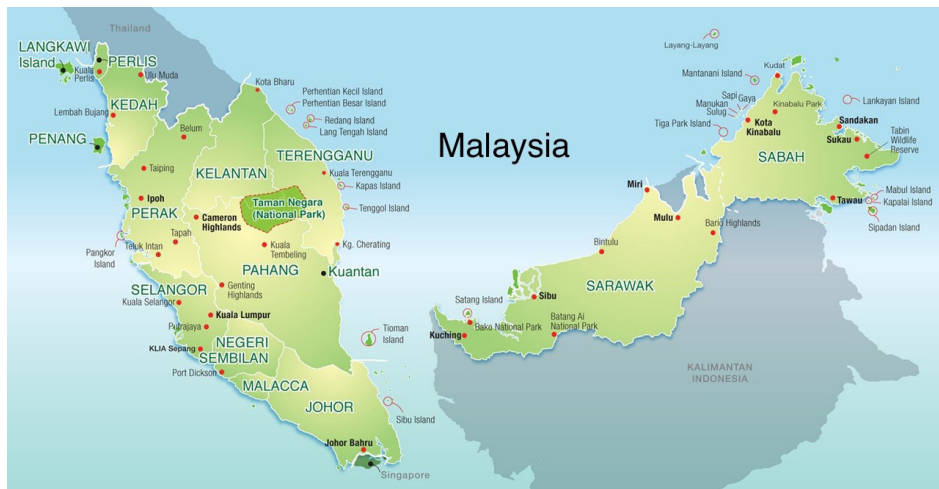 Malaysia
Thailand
LANGKAWI
Island
PERLIS
Kuala
Perlis
Ulu Muda
KEDAH
Lembah Bujang
PENANG
Belum
Kota Bharu
Perhentian Kecil Island
Perhentian Besar Island
Redang Island
Lang Tengah Island
TERENGGANU
KELANTAN
Taiping
Kuala Terengganu
Kapas Island
Ipoh
PERAK
Cameron
Highlands
Taman Negara
(National Park)
Tenggol Island
Tapah
Teluk Intan
Pangkor
Island
Kuala
Tembeling
Kg. Cherating
PAHANG
Kuantan
SELANGOR
Kuala Selangor
Genting
Highlands
Kuala Lumpur
Putrajaya
Tioman
Island
KLIA Sepang
NEGERI
SEMBILAN
Port Dickson
MALACCA
JOHOR
Sibu Island
Johor Bahru
Singapore
Layang-Layang
Kudat
Mantanani Island
Sapi
Gaya
Manukan
Sulug
Kinabalu Park
Lankayan Island
Tiga Park Island
Kota
Kinabalu
Sandakan
Sukau
Tabin
Wildlife
Reserve
SABAH
Miri
Mulu
Tawau
Mabul Island
Kapalai Island
Sipadan Island
Bario Highlands
Bintulu
SARAWAK
Satang Island
Sibu
Kuching
Bako National Park
Batang Ai
National Park
KALIMANTAN
INDONESIA